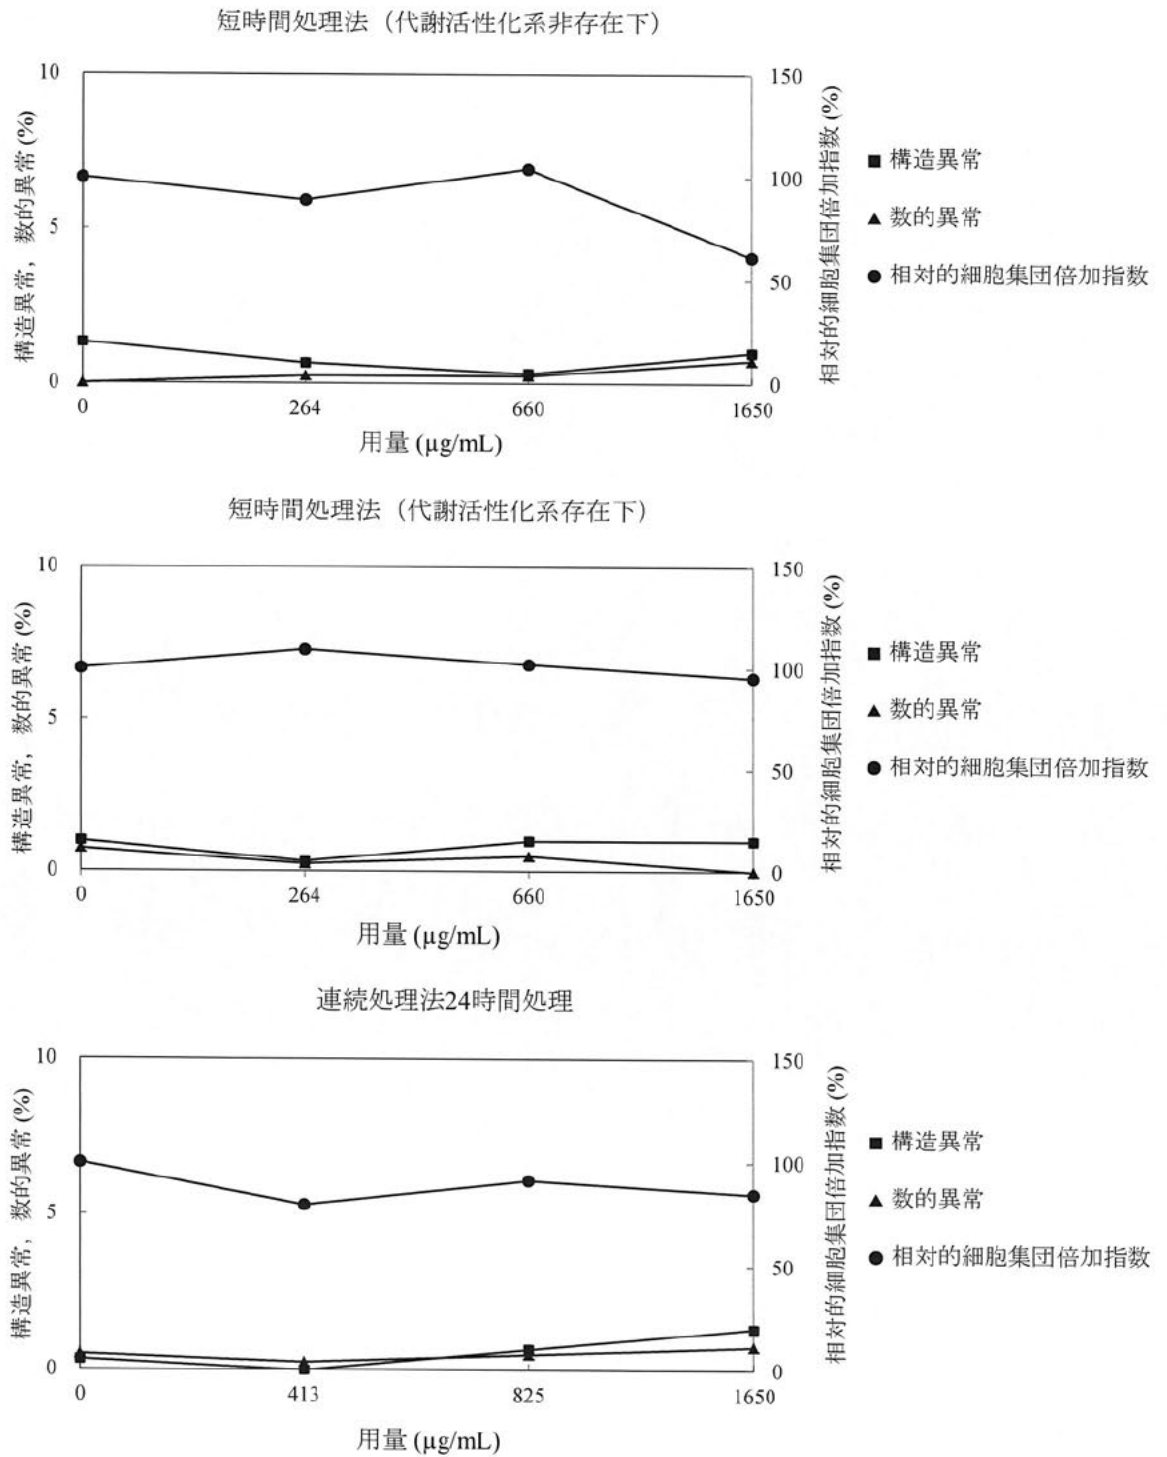 短時間処理法（代謝活性化系非存在下）
構造異常，数的異常 (%)
10
5
0
150
100
50
0
相対的細胞集団倍加指数 (%)
0 264 660 1650
用量 (µg/mL)
構造異常
数的異常
相対的細胞集団倍加指数
短時間処理法（代謝活性化系存在下）
構造異常，数的異常 (%)
10
5
0
150
100
50
0
相対的細胞集団倍加指数 (%)
0 264 660 1650
用量 (µg/mL)
構造異常
数的異常
相対的細胞集団倍加指数
連続処理法24時間処理
構造異常，数的異常 (%)
10
5
0
150
100
50
0
相対的細胞集団倍加指数 (%)
0 413 825 1650
用量 (µg/mL)
構造異常
数的異常
相対的細胞集団倍加指数